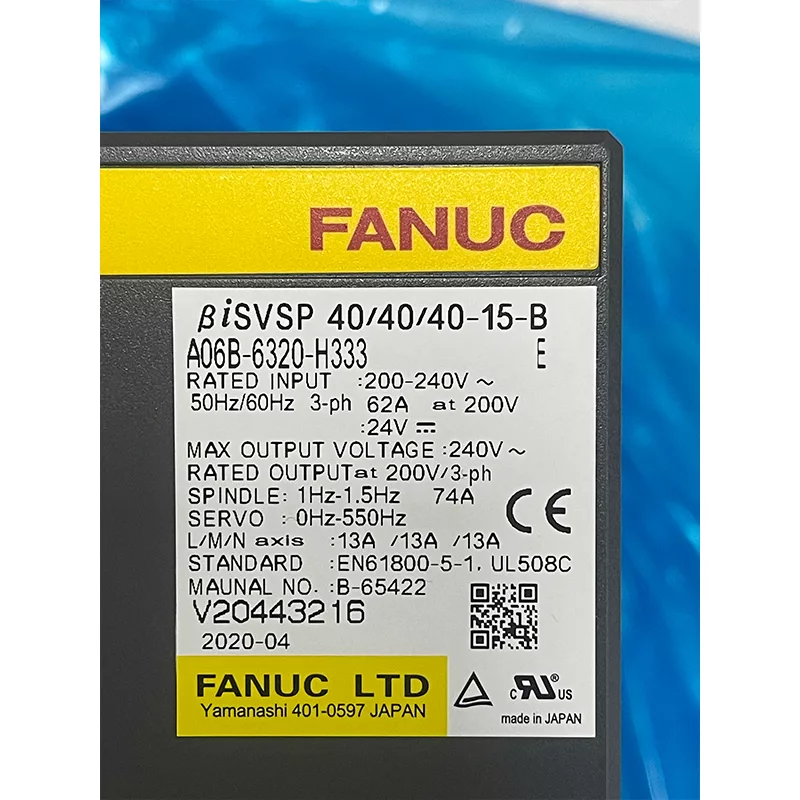 FANUC
βiSVSP 40/40/40-15-B
A06B-6320-H333 E
RATED INPUT :200-240V～
50Hz/60Hz 3-ph 62A at 200V
:24V⎓
MAX OUTPUT VOLTAGE:240V～
RATED OUTPUTat 200V/3-ph
SPINDLE: 1Hz-1.5Hz 74A
SERVO :0Hz-550Hz
L/M/N axis :13A /13A /13A
STANDARD :EN61800-5-1, UL508C
MAUNAL NO. :B-65422
V20443216
2020-04
CE
FANUC LTD
Yamanashi 401-0597 JAPAN
c RU ® US
made in JAPAN